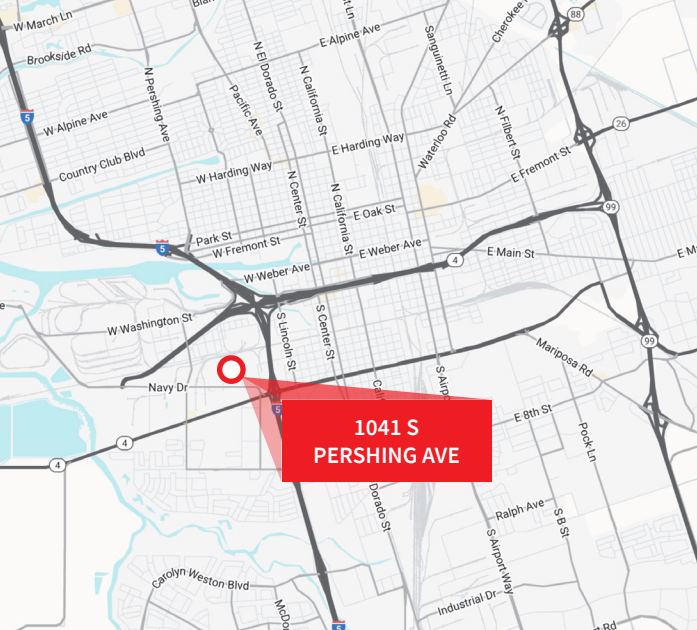 88
W March Ln
E Alpine Ave
Brookside Rd
N Pershing Ave
N El Dorado St
N California St
Sanguinetti Ln
Cherokee
Pacific Ave
5
W Alpine Ave
26
N Filbert St
Waterloo Rd
E Harding Way
Country Club Blvd
W Harding Way
E Fremont St
N Center St
N California St
99
E Oak St
Park St
5
W Fremont St
E Weber Ave
4
E Main St
W Weber Ave
W Washington St
S Lincoln St
S Center St
99
Mariposa Rd
Navy Dr
5
1041 S
PERSHING AVE
E 8th St
4
4
Pock Ln
Dorado St
Ralph Ave
S B St
S Airport Way
Carolyn Weston Blvd
Industrial Dr
5